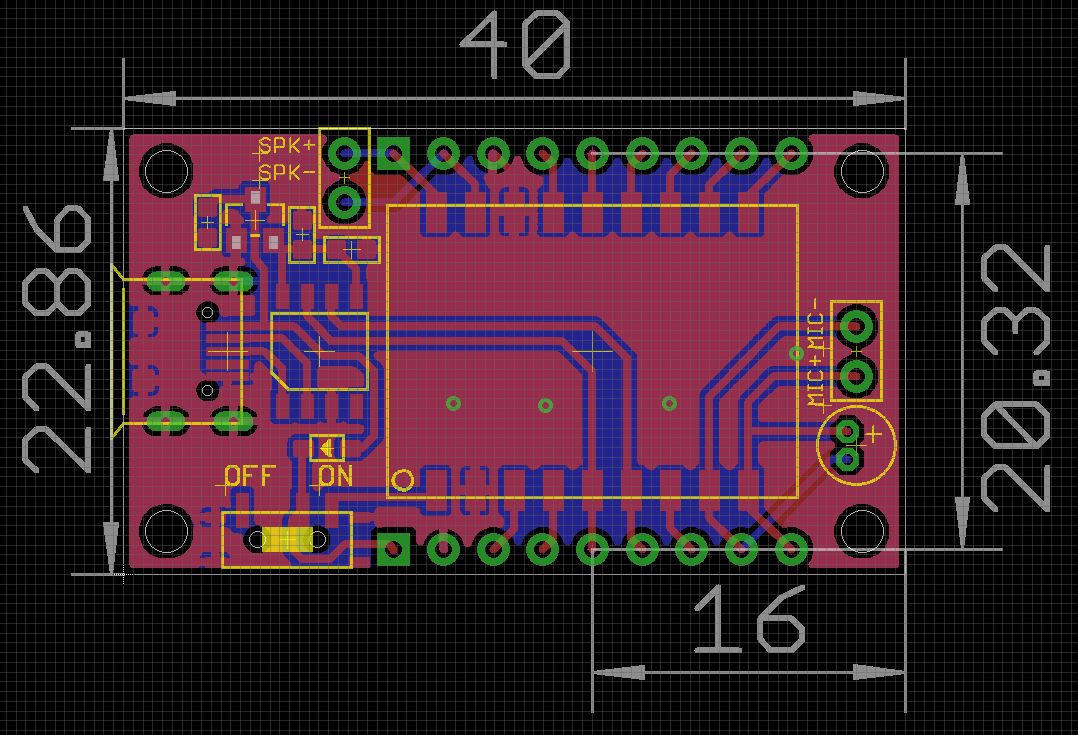 40
SPK+
SPK-
22.86
20.32
MIC-
MIC+
+
OFF ON
16